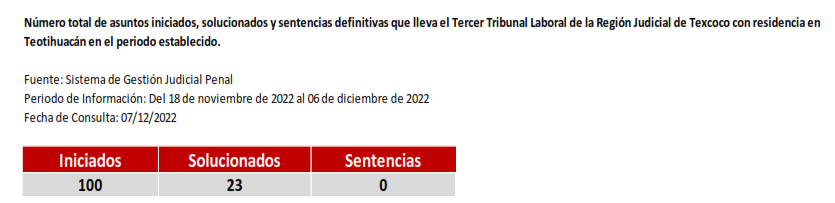 Número total de asuntos iniciados, solucionados y sentencias definitivas que lleva el Tercer Tribunal Laboral de la Región Judicial de Texcoco con residencia en
Teotihuacán en el periodo establecido.
Fuente: Sistema de Gestión Judicial Penal
Periodo de Información: Del 18 de noviembre de 2022 al 06 de diciembre de 2022
Fecha de Consulta: 07/12/2022
Iniciados Solucionados Sentencias
100 23 0